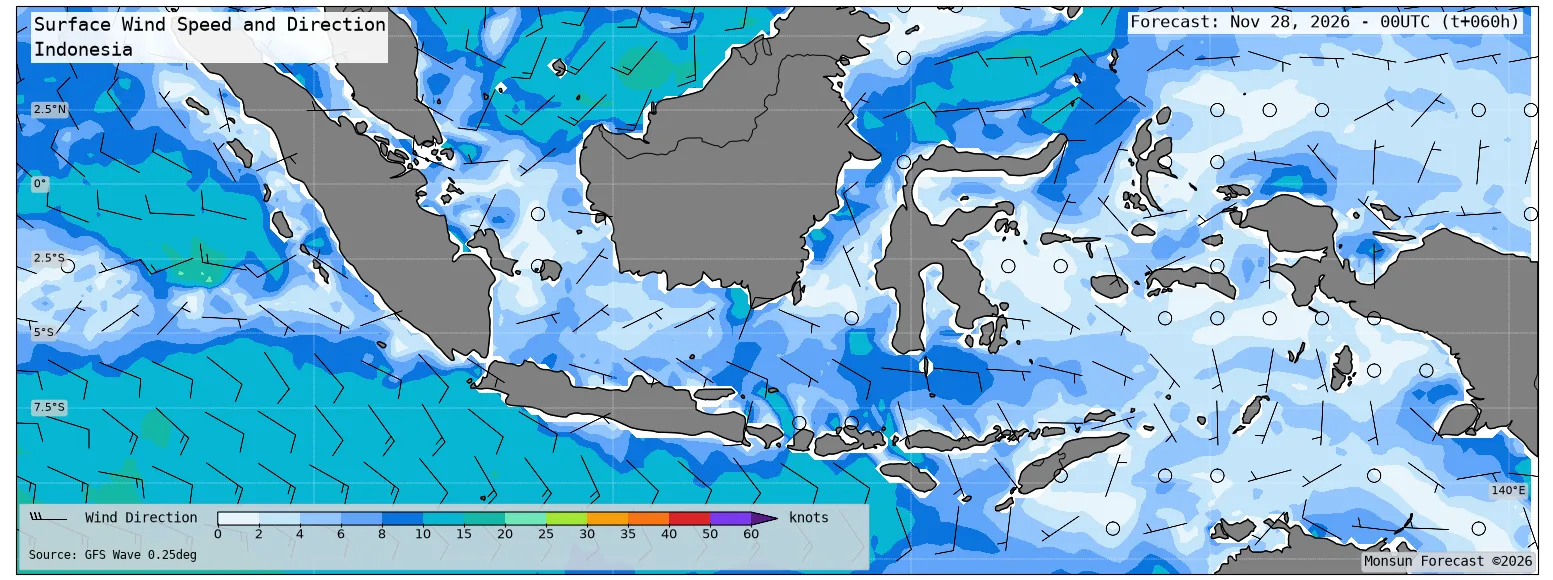 Surface Wind Speed and Direction
Indonesia
Forecast: Nov 28, 2026 - 00UTC (t+060h)
2.5°N
0°
2.5°S
5°S
7.5°S
140°E
Wind Direction
0 2 4 6 8 10 15 20 25 30 35 40 50 60
knots
Source: GFS Wave 0.25deg
Monsun Forecast ©2026